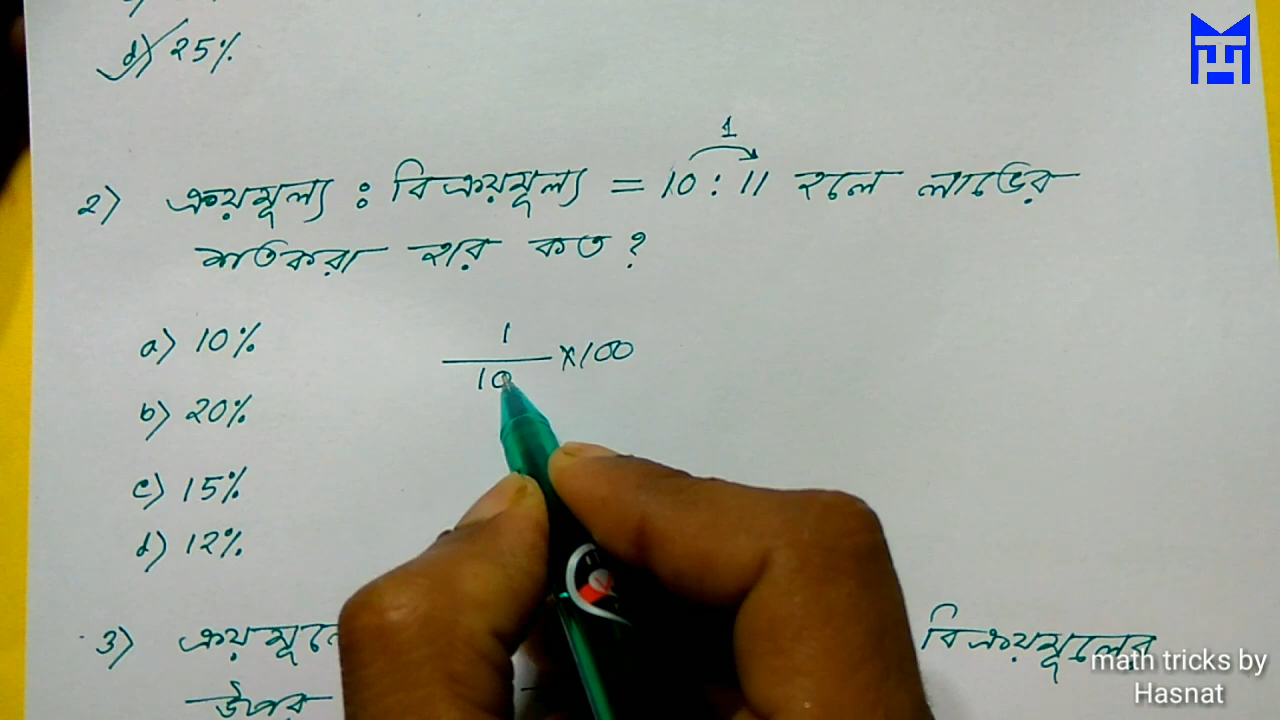 d) 25%
1
2) ক্রয়মূল্য : বিক্রয়মূল্য = 10 : 11 হলে লাভের
শতকরা হার কত ?
a) 10%
b) 20%
c) 15%
d) 12%
1
10
×100
3) বিক্রয়মূল্যের
উপর
math tricks by
Hasnat